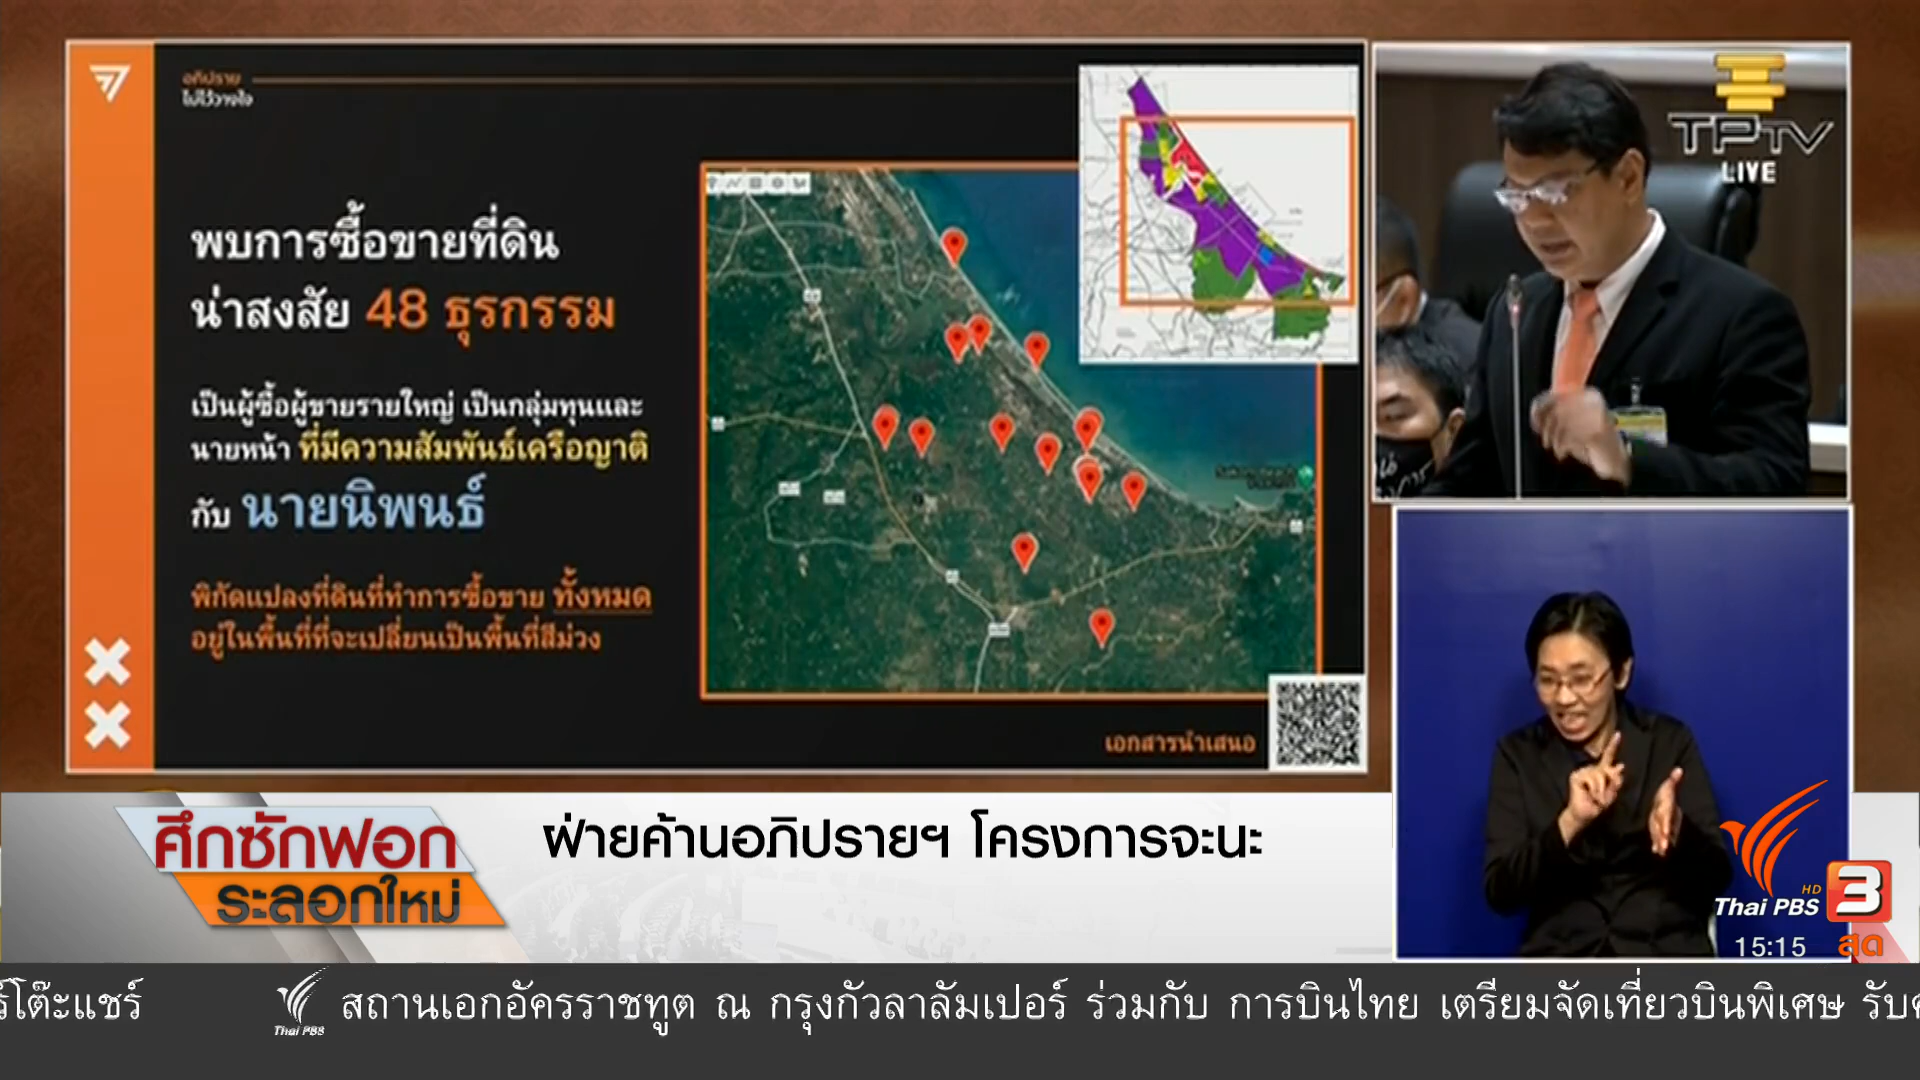 อภิปราย
ไม่ไว้วางใจ
พบการซื้อขายที่ดิน
น่าสงสัย 48 ธุรกรรม
เป็นผู้ซื้อผู้ขายรายใหญ่ เป็นกลุ่มทุนและ
นายหน้า ที่มีความสัมพันธ์เครือญาติ
กับ นายนิพนธ์
พิกัดแปลงที่ดินที่ทำการซื้อขาย ทั้งหมด
อยู่ในพื้นที่ที่จะเปลี่ยนเป็นพื้นที่สีม่วง
เอกสารนำเสนอ
TPTV
LIVE
ศึกซักฟอก
ระลอกใหม่
ฝ่ายค้านอภิปรายฯ โครงการจะนะ
HD
Thai PBS 3
15:15 สด
ร์โต๊ะแชร์ Thai PBS สถานเอกอัครราชทูต ณ กรุงกัวลาลัมเปอร์ ร่วมกับ การบินไทย เตรียมจัดเที่ยวบินพิเศษ รับ